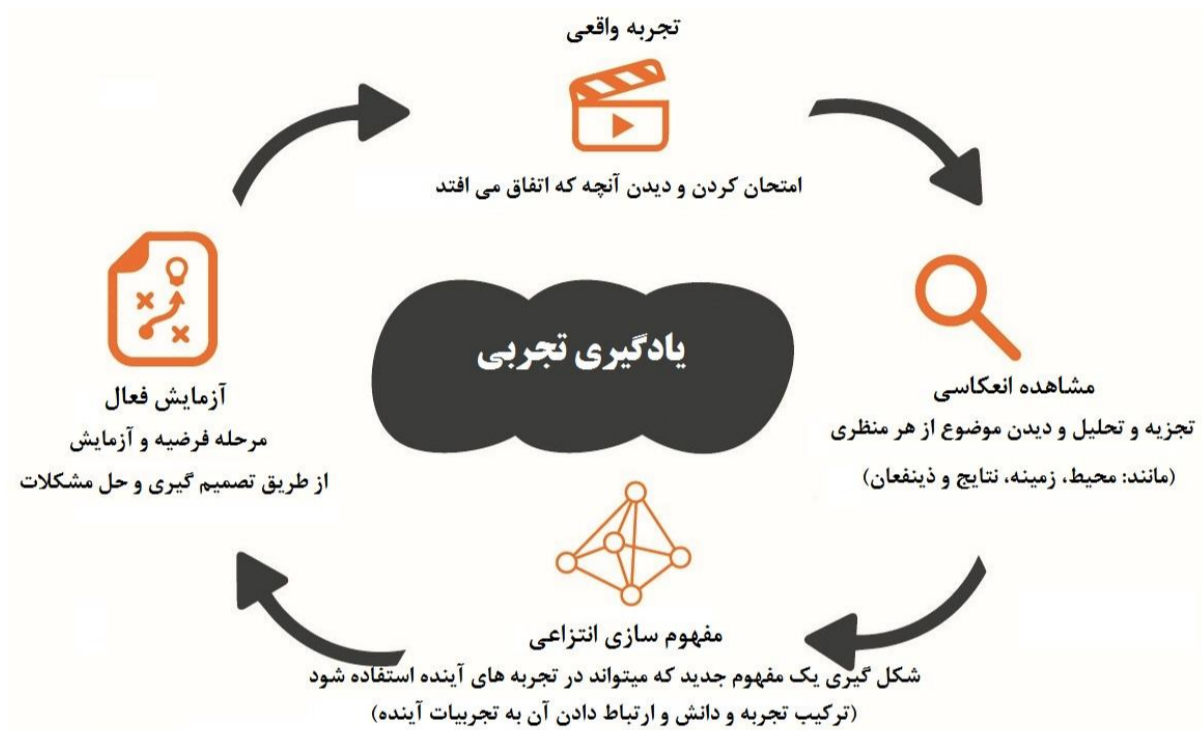 تجربه واقعی
امتحان کردن و دیدن آنچه که اتفاق می افتد
یادگیری تجربی
مشاهده انعکاسی
تجزیه و تحلیل و دیدن موضوع از هر منظری
(مانند: محیط، زمینه، نتایج و ذینفعان)
مفهوم سازی انتزاعی
شکل گیری یک مفهوم جدید که میتواند در تجربه های آینده استفاده شود
(ترکیب تجربه و دانش و ارتباط دادن آن به تجربیات آینده)
آزمایش فعال
مرحله فرضیه و آزمایش
از طریق تصمیم گیری و حل مشکلات